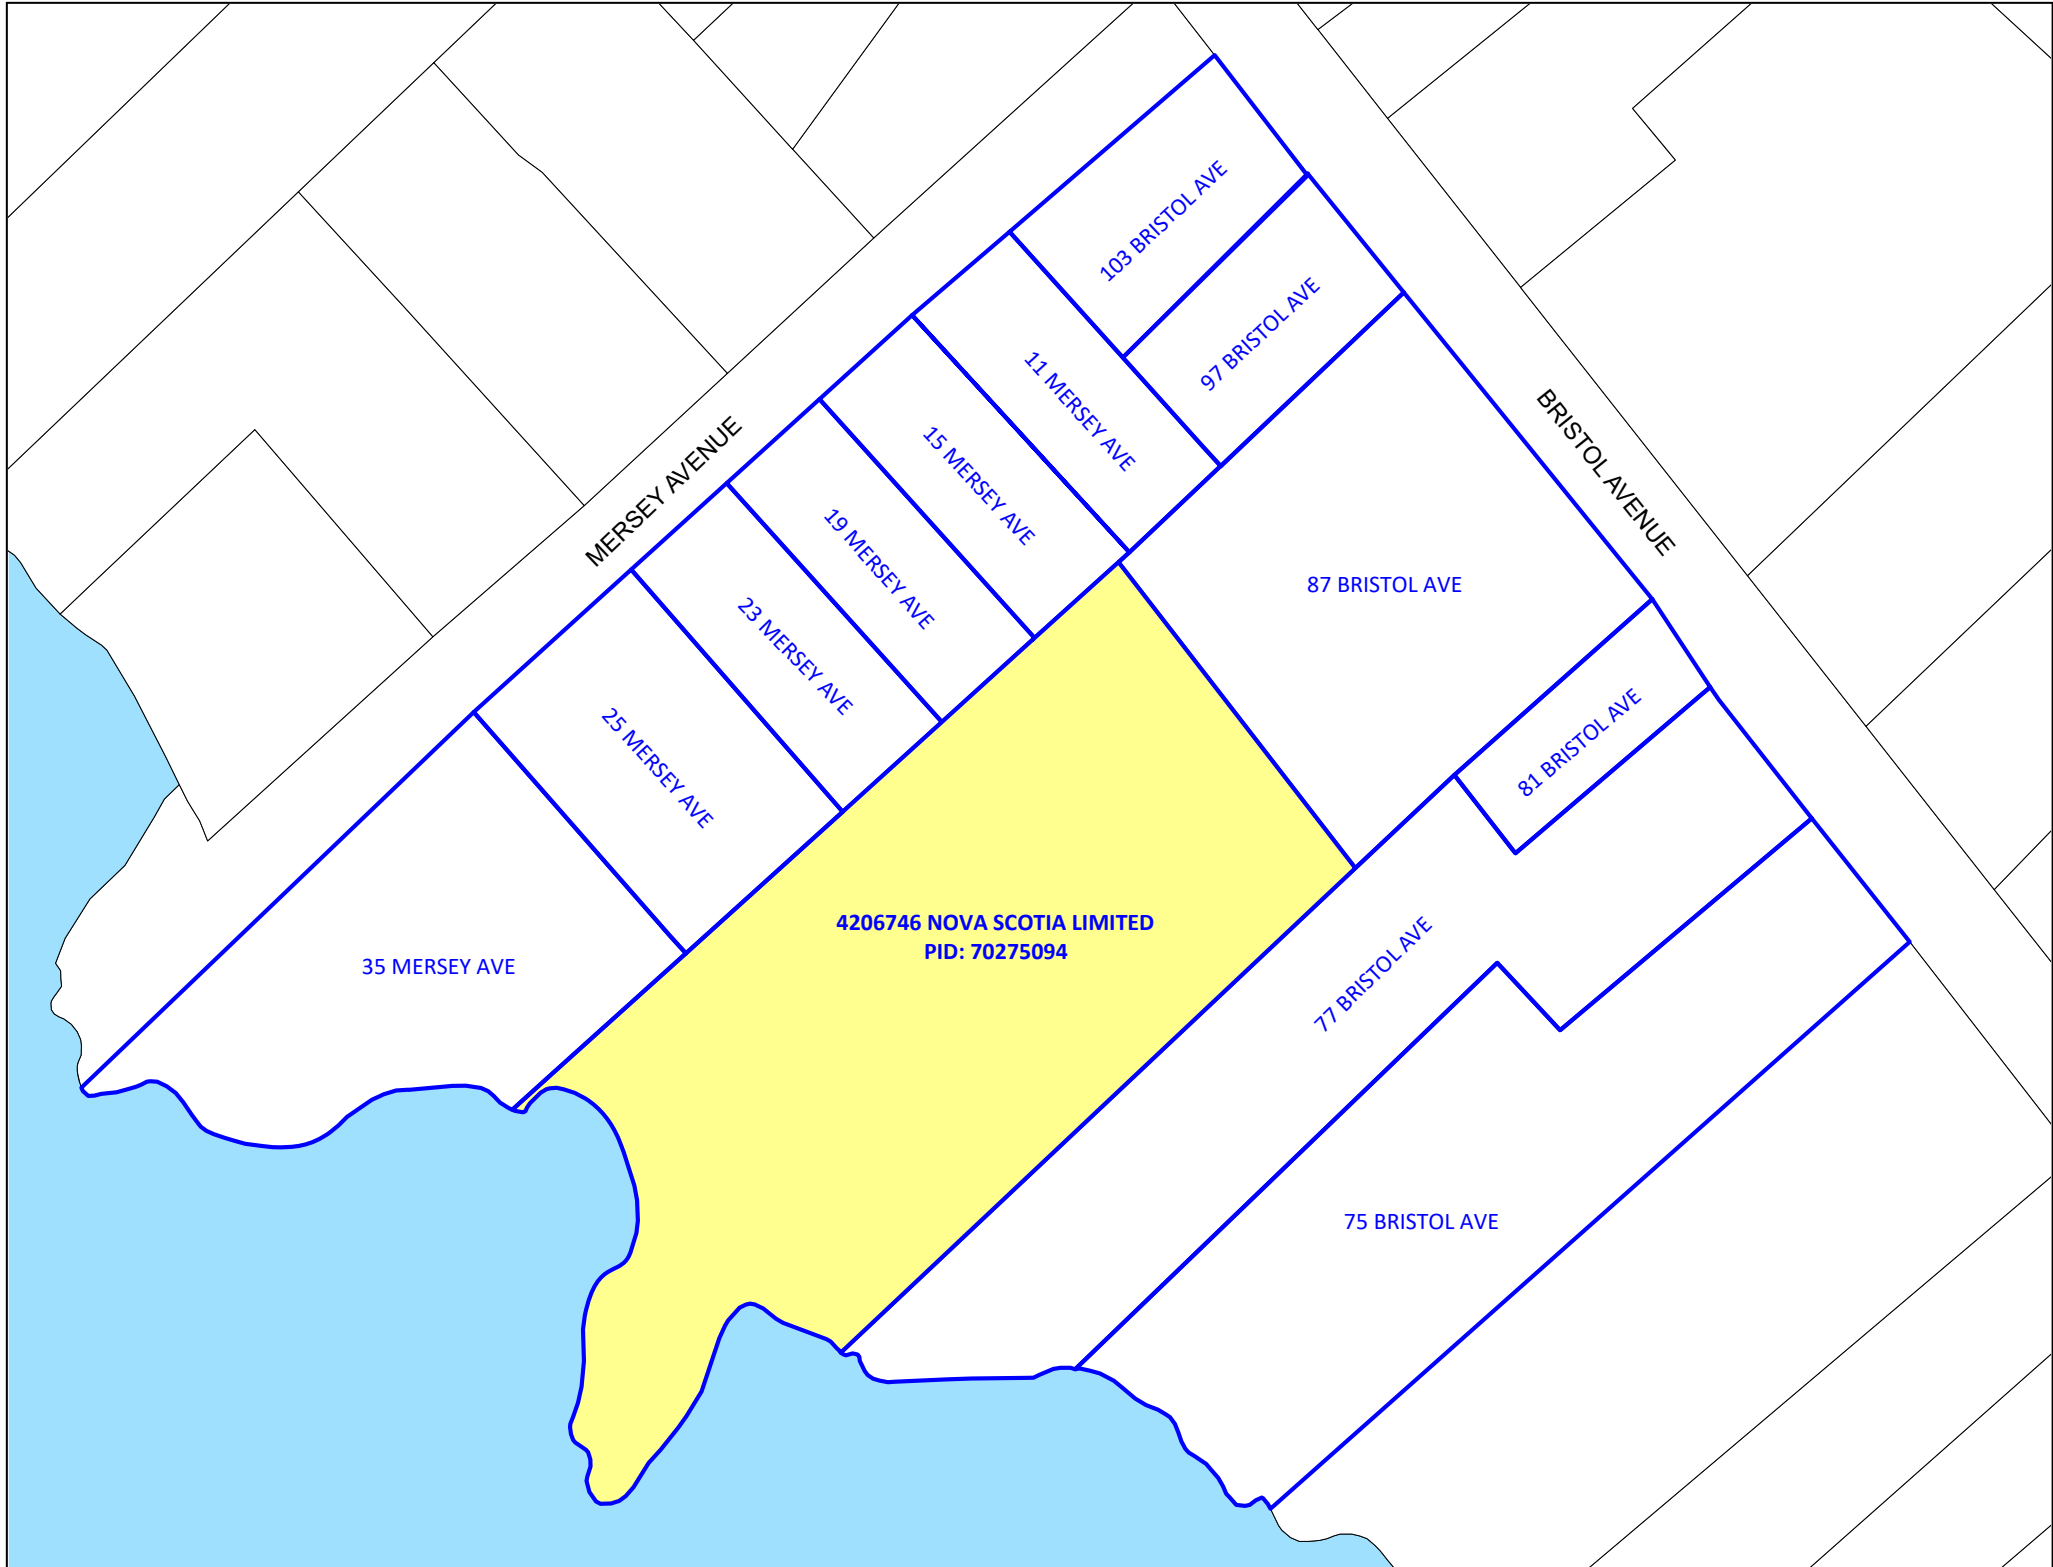 103 BRISTOL AVE
97 BRISTOL AVE
11 MERSEY AVE
15 MERSEY AVE
MERSEY AVENUE
BRISTOL AVENUE
19 MERSEY AVE
87 BRISTOL AVE
23 MERSEY AVE
81 BRISTOL AVE
25 MERSEY AVE
4206746 NOVA SCOTIA LIMITED
PID: 70275094
35 MERSEY AVE
77 BRISTOL AVE
75 BRISTOL AVE